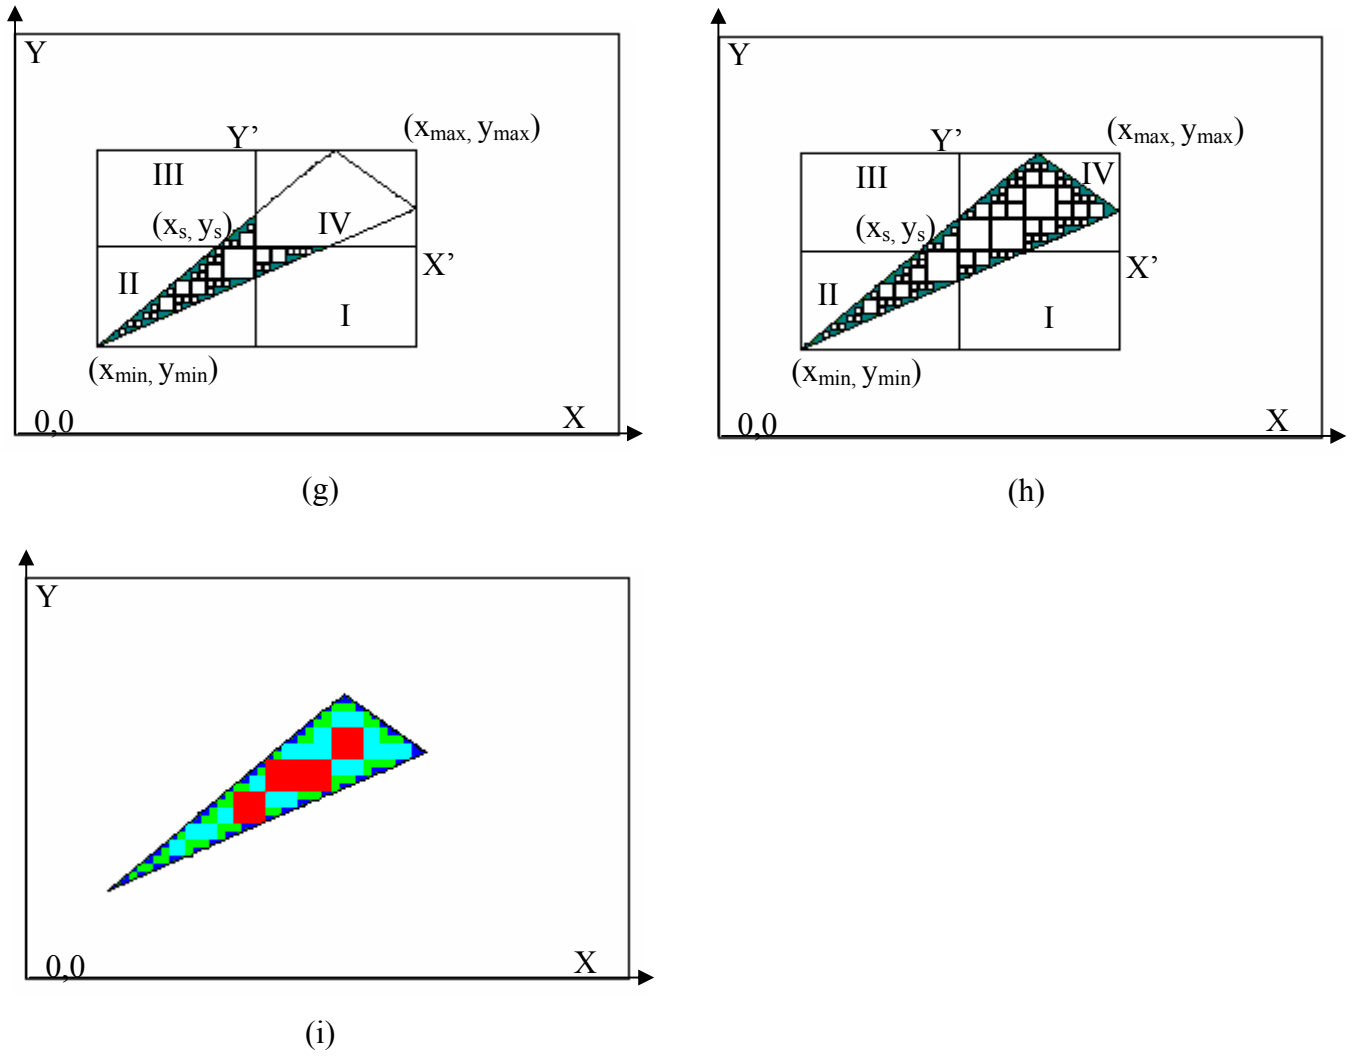 Y
Y’
(xmax, ymax)
III
(xs, ys)
IV
X’
II
I
(xmin, ymin)
0,0
X
(g)
Y
Y’
(xmax, ymax)
III
IV
(xs, ys)
X’
II
I
(xmin, ymin)
0,0
X
(h)
Y
0,0
X
(i)